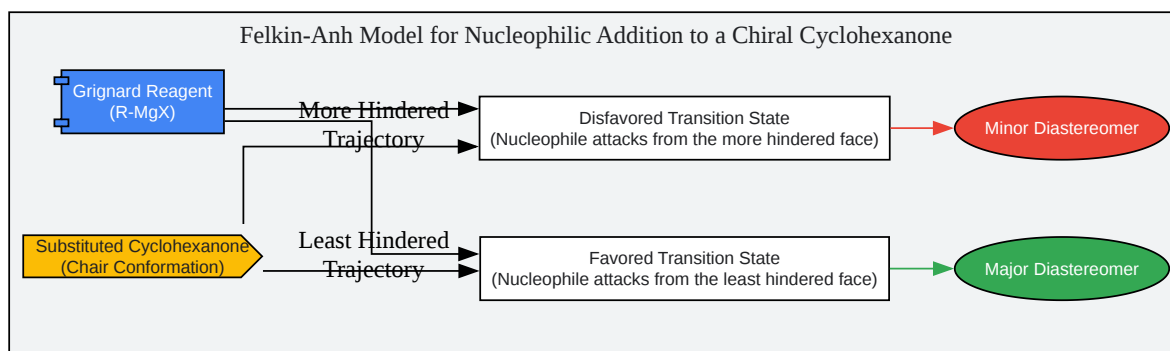 Felkin-Anh Model for Nucleophilic Addition to a Chiral Cyclohexanone
Grignard Reagent
(R-MgX)
More Hindered
Trajectory
Disfavored Transition State
(Nucleophile attacks from the more hindered face)
Minor Diastereomer
Substituted Cyclohexanone
(Chair Conformation)
Least Hindered
Trajectory
Favored Transition State
(Nucleophile attacks from the least hindered face)
Major Diastereomer